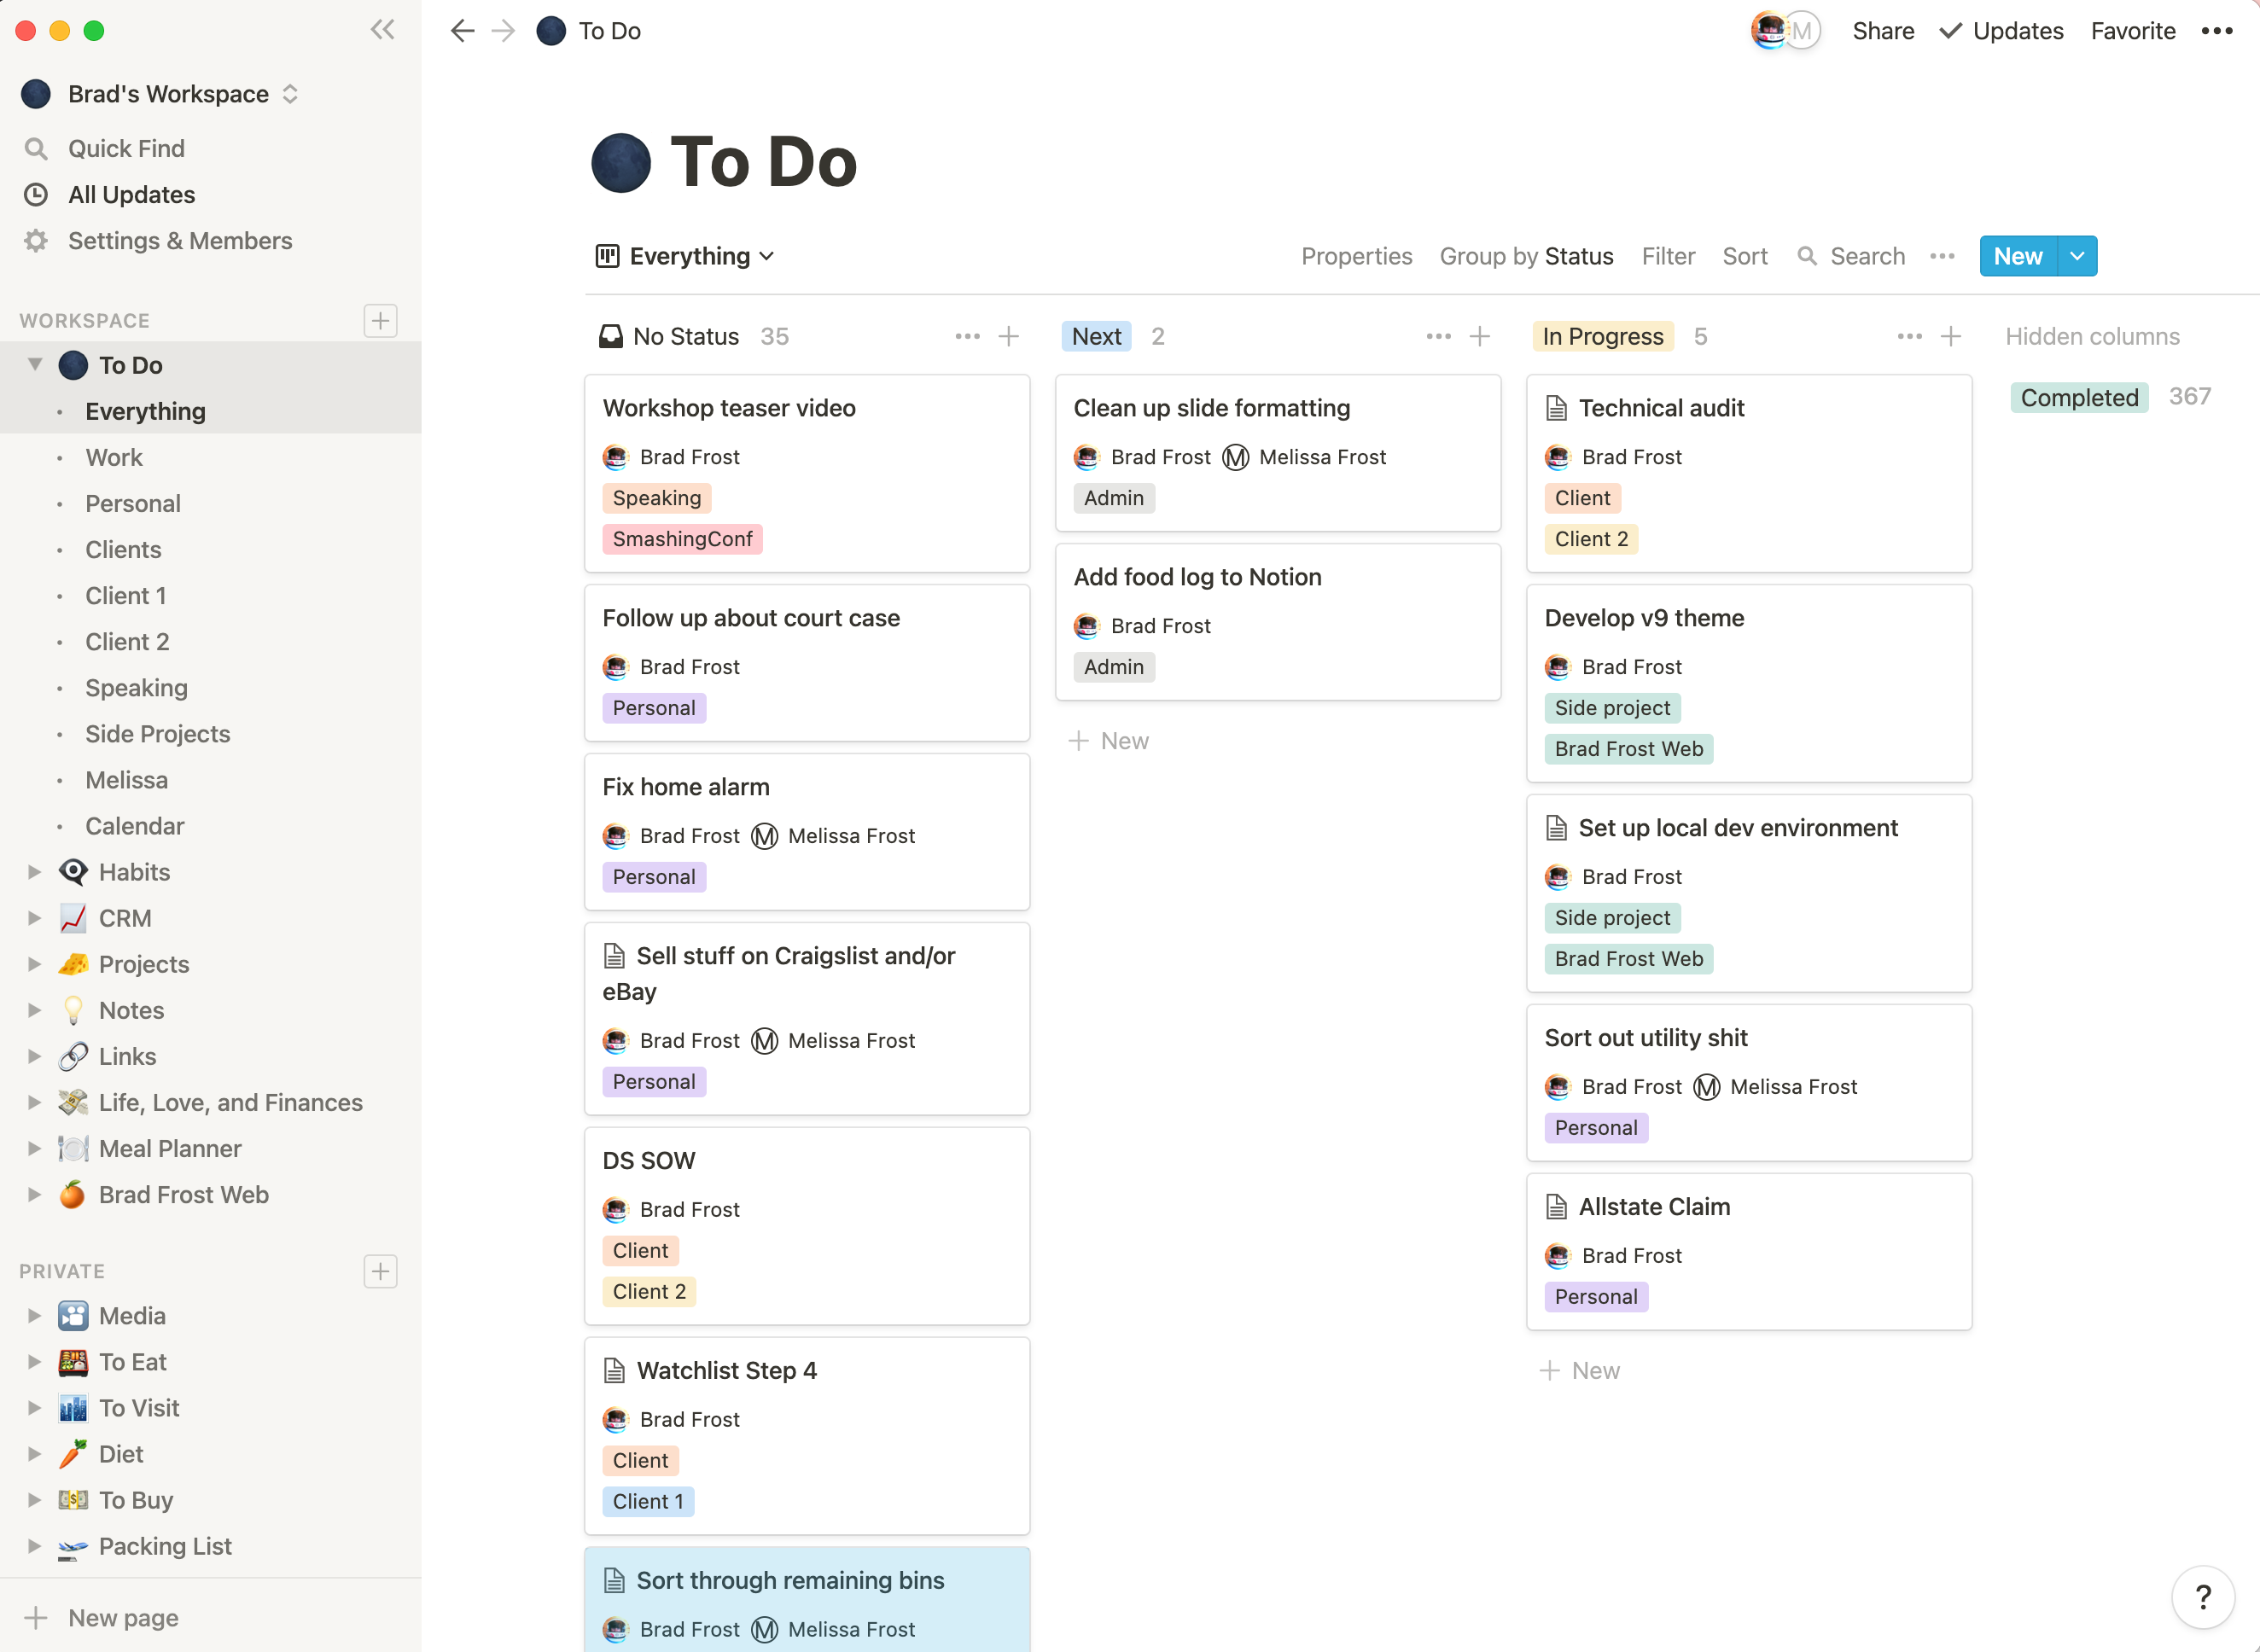 To Do
M
Share
Updates
Favorite
Brad's Workspace
Quick Find
All Updates
Settings & Members
WORKSPACE
To Do
Everything
Work
Personal
Clients
Client 1
Client 2
Speaking
Side Projects
Melissa
Calendar
Habits
CRM
Projects
Notes
Links
Life, Love, and Finances
Meal Planner
Brad Frost Web
PRIVATE
Media
To Eat
To Visit
Diet
To Buy
Packing List
New page
To Do
Everything
Properties
Group by Status
Filter
Sort
Search
New
No Status 35
Workshop teaser video
Brad Frost
Speaking
SmashingConf
Follow up about court case
Brad Frost
Personal
Fix home alarm
Brad Frost M Melissa Frost
Personal
Sell stuff on Craigslist and/or
eBay
Brad Frost M Melissa Frost
Personal
DS SOW
Brad Frost
Client
Client 2
Watchlist Step 4
Brad Frost
Client
Client 1
Sort through remaining bins
Brad Frost M Melissa Frost
Next 2
Clean up slide formatting
Brad Frost M Melissa Frost
Admin
Add food log to Notion
Brad Frost
Admin
New
In Progress 5
Technical audit
Brad Frost
Client
Client 2
Develop v9 theme
Brad Frost
Side project
Brad Frost Web
Set up local dev environment
Brad Frost
Side project
Brad Frost Web
Sort out utility shit
Brad Frost M Melissa Frost
Personal
Allstate Claim
Brad Frost
Personal
New
Hidden columns
Completed 367
?